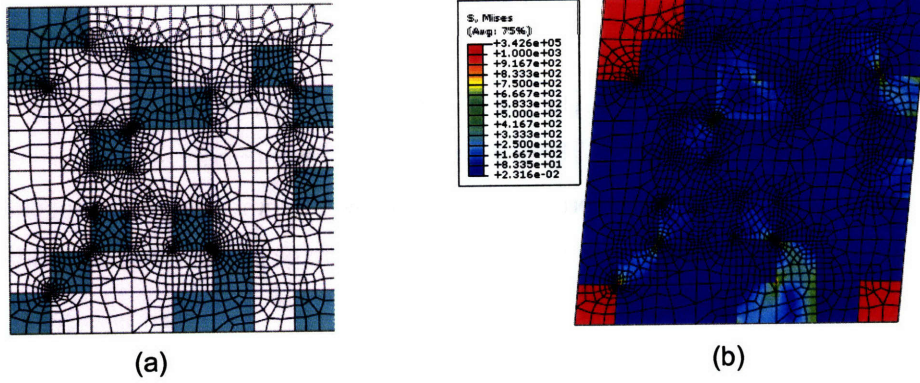 S, Mises
(Avg: 75%)
+3.426e+05
+1.000e+03
+9.167e+02
+8.333e+02
+7.500e+02
+6.667e+02
+5.833e+02
+5.000e+02
+4.167e+02
+3.333e+02
+2.500e+02
+1.667e+02
+8.335e+01
+2.316e-02
(a)
(b)